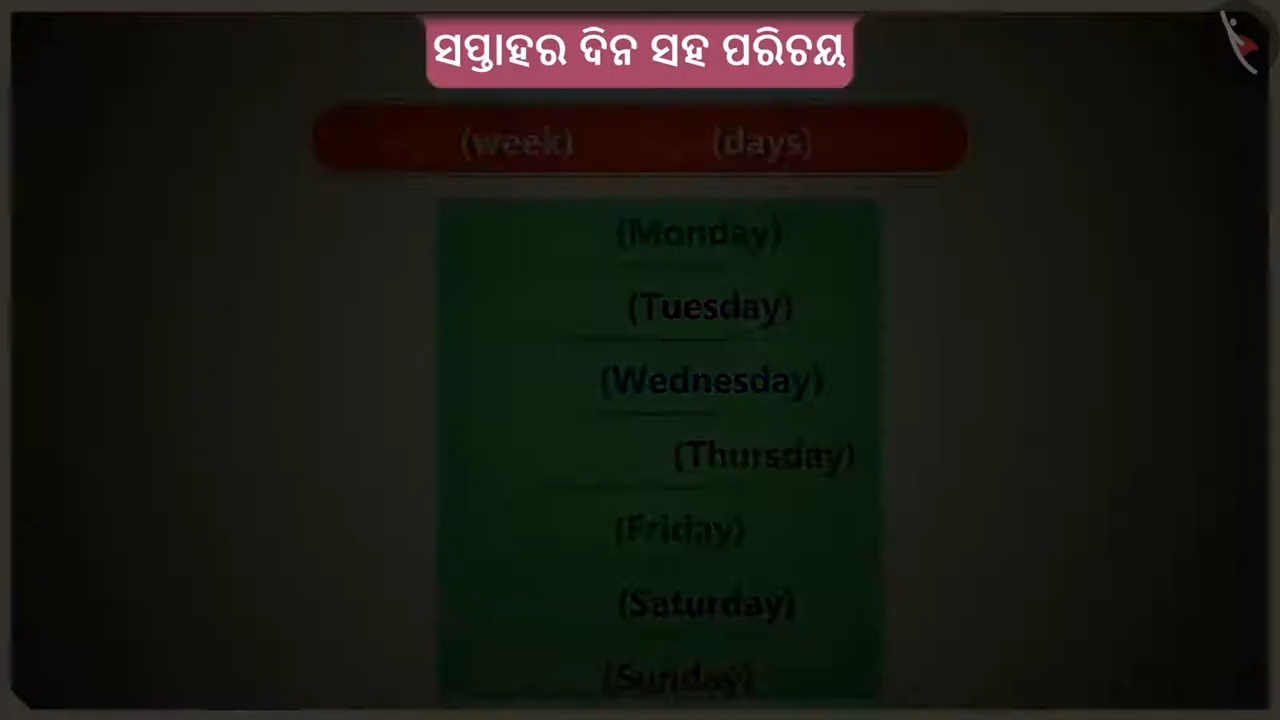 ସପ୍ତାହର ଦିନ ସହ ପରିଚୟ
(week) (days)
(Monday)
(Tuesday)
(Wednesday)
(Thursday)
(Friday)
(Saturday)
(Sunday)